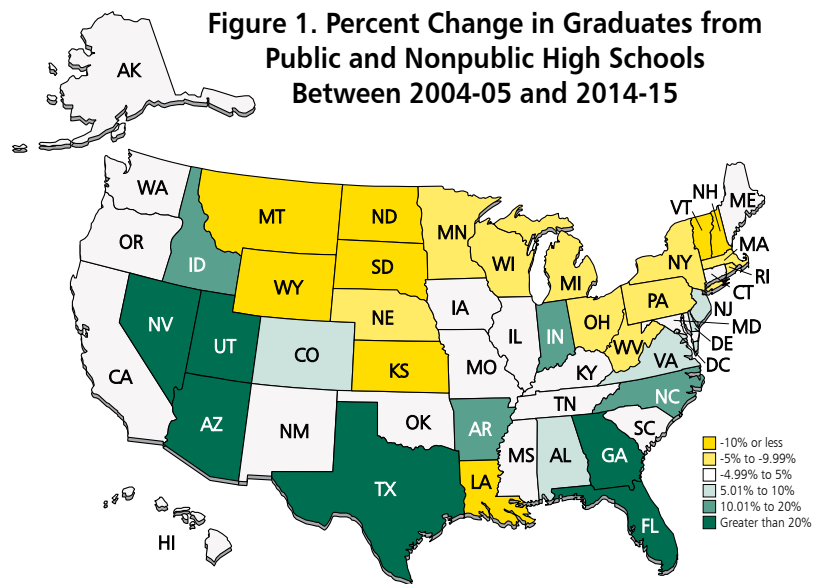 Figure 1. Percent Change in Graduates from
Public and Nonpublic High Schools
Between 2004-05 and 2014-15
AK
WA
MT
ND
MN
VT
NH
ME
OR
ID
WY
SD
WI
MI
NY
MA
RI
CT
NV
UT
CO
NE
IA
IL
IN
OH
PA
NJ
MD
DE
DC
CA
KS
MO
KY
WV
VA
AZ
NM
OK
AR
TN
NC
SC
TX
LA
MS
AL
GA
FL
HI
-10% or less
-5% to -9.99%
-4.99% to 5%
5.01% to 10%
10.01% to 20%
Greater than 20%